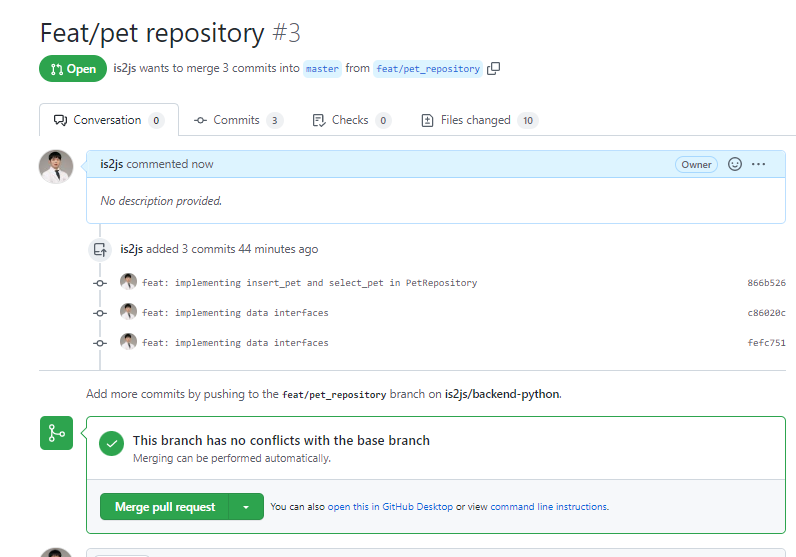 Feat/pet repository #3
Open is2js wants to merge 3 commits into master from feat/pet_repository
Conversation 0 Commits 3 Checks 0 Files changed 10
is2js commented now Owner
No description provided.
is2js added 3 commits 44 minutes ago
feat: implementing insert_pet and select_pet in PetRepository 866b526
feat: implementing data interfaces c86020c
feat: implementing data interfaces fefc751
Add more commits by pushing to the feat/pet_repository branch on is2js/backend-python.
This branch has no conflicts with the base branch
Merging can be performed automatically.
Merge pull request You can also open this in GitHub Desktop or view command line instructions.